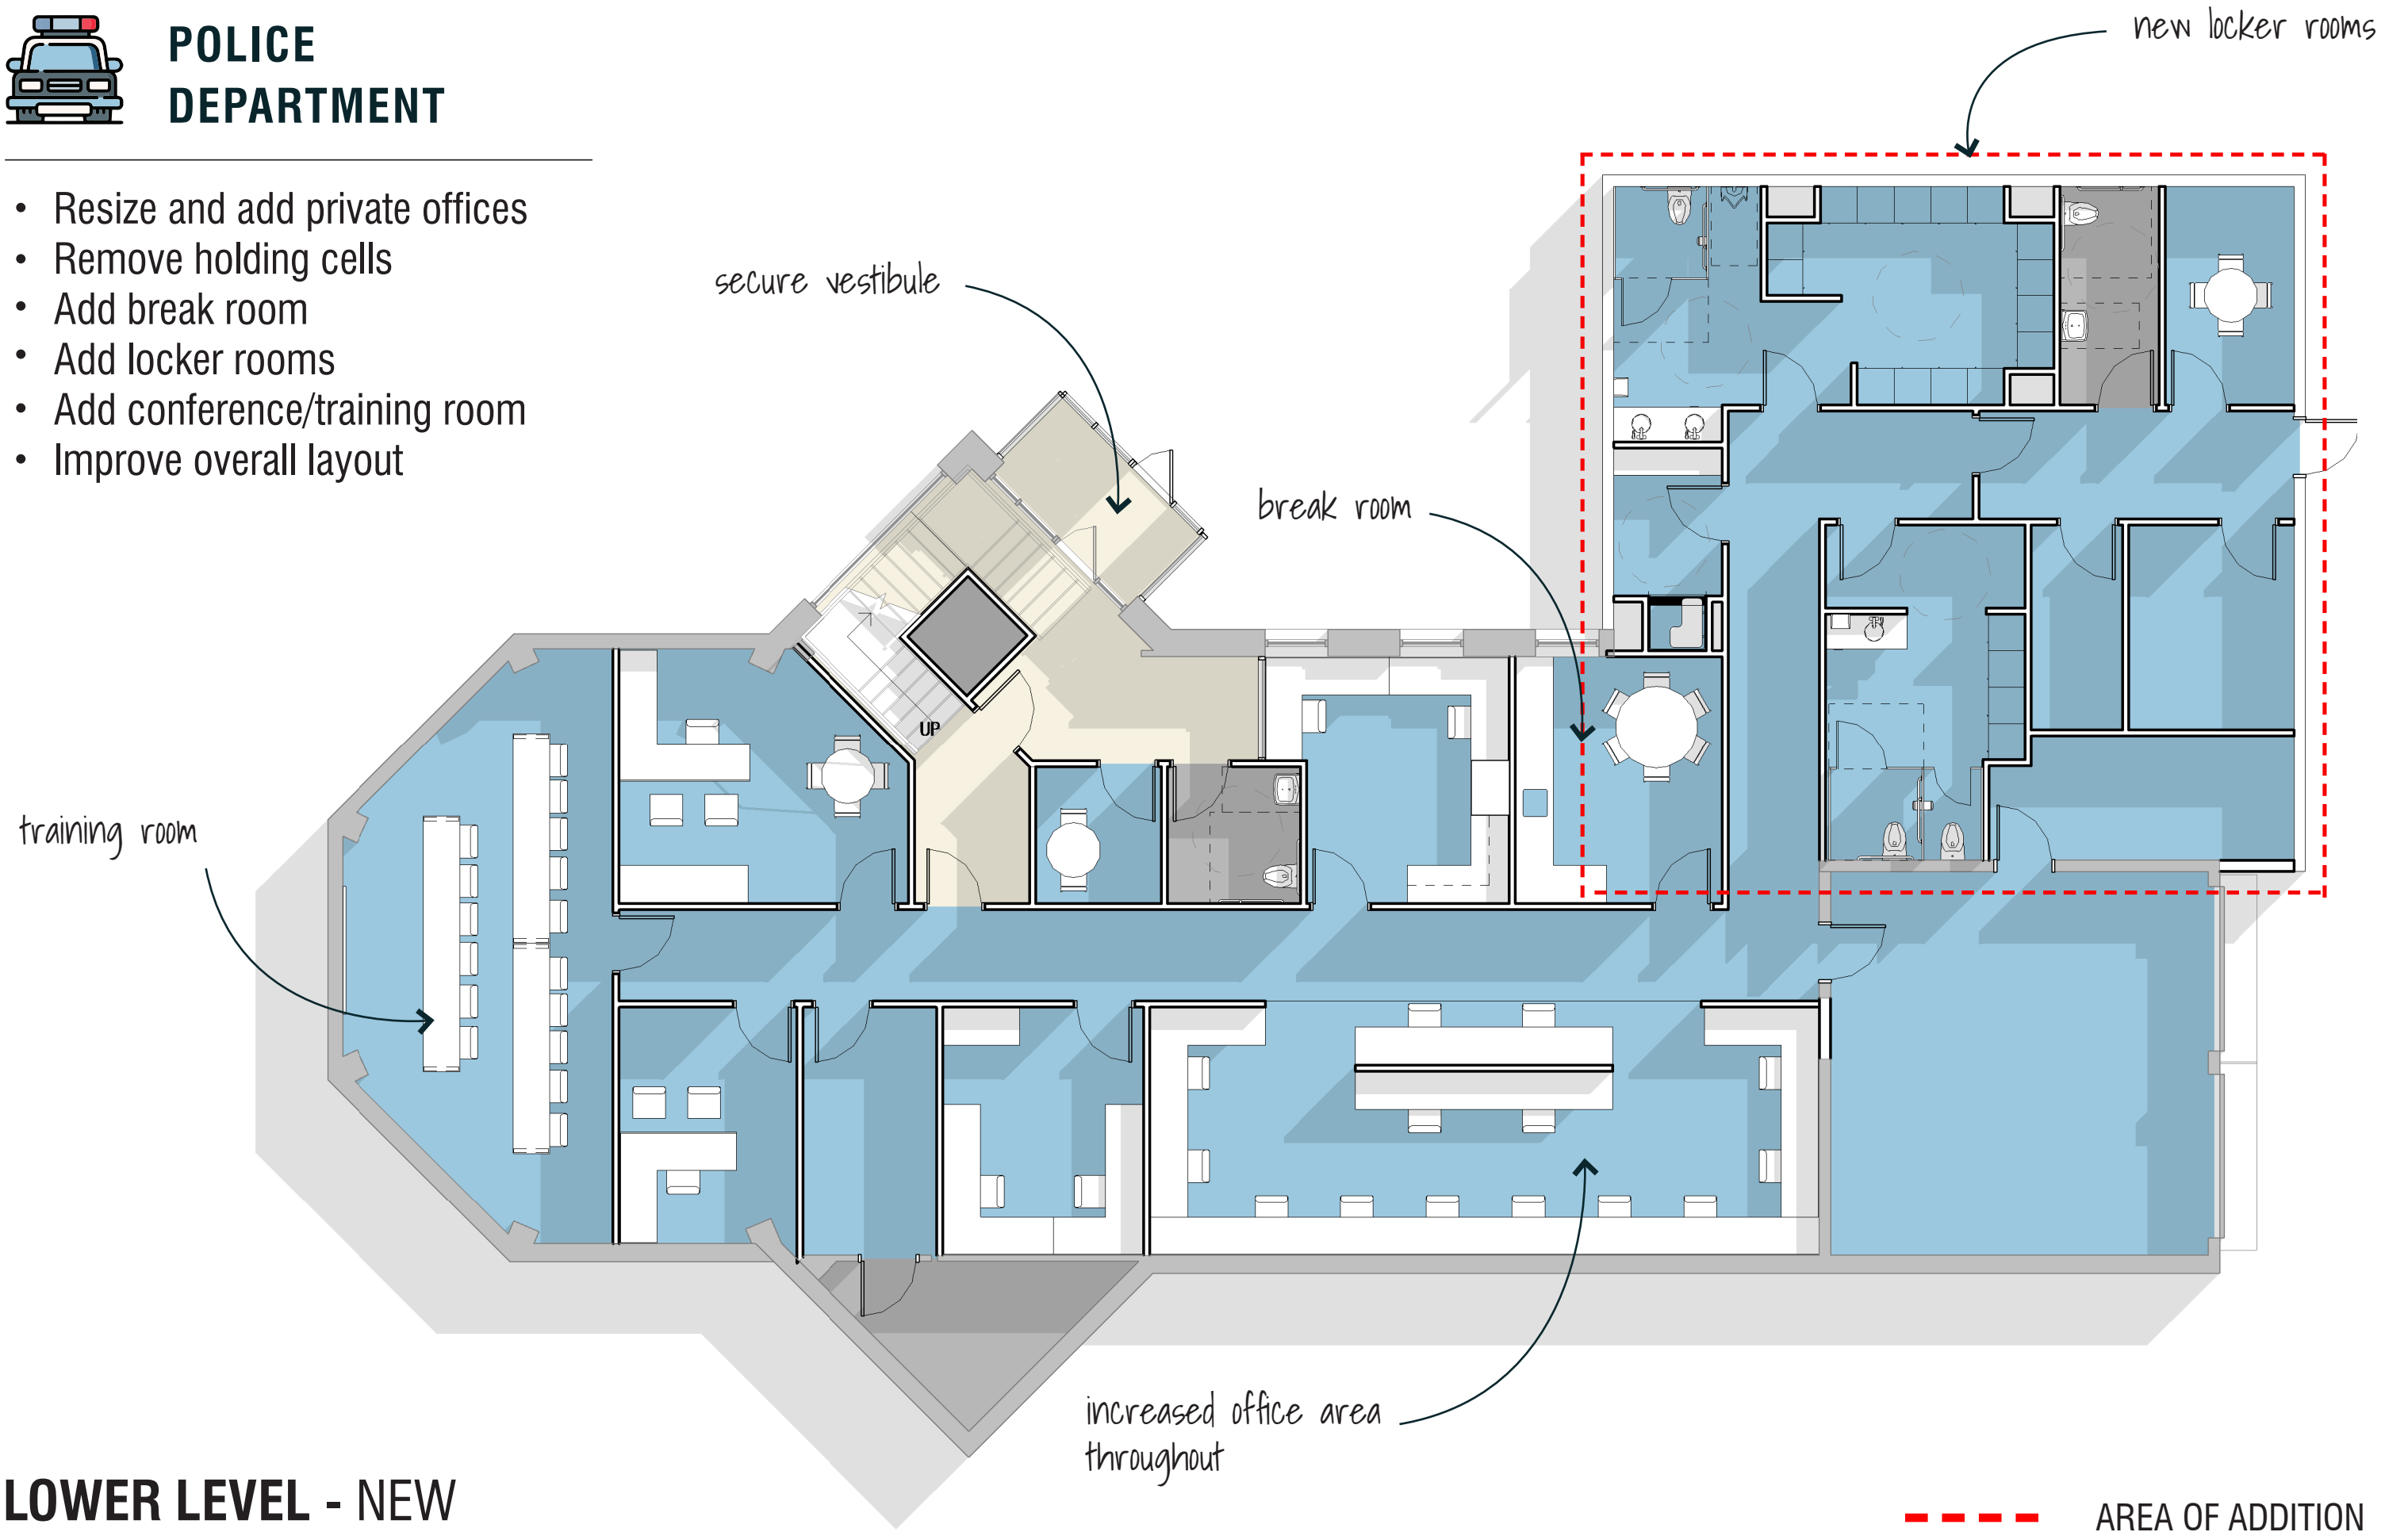 POLICE
DEPARTMENT
• Resize and add private offices
• Remove holding cells
• Add break room
• Add locker rooms
• Add conference/training room
• Improve overall layout
new locker rooms
secure vestibule
break room
UP
training room
increased office area
throughout
LOWER LEVEL - NEW
AREA OF ADDITION